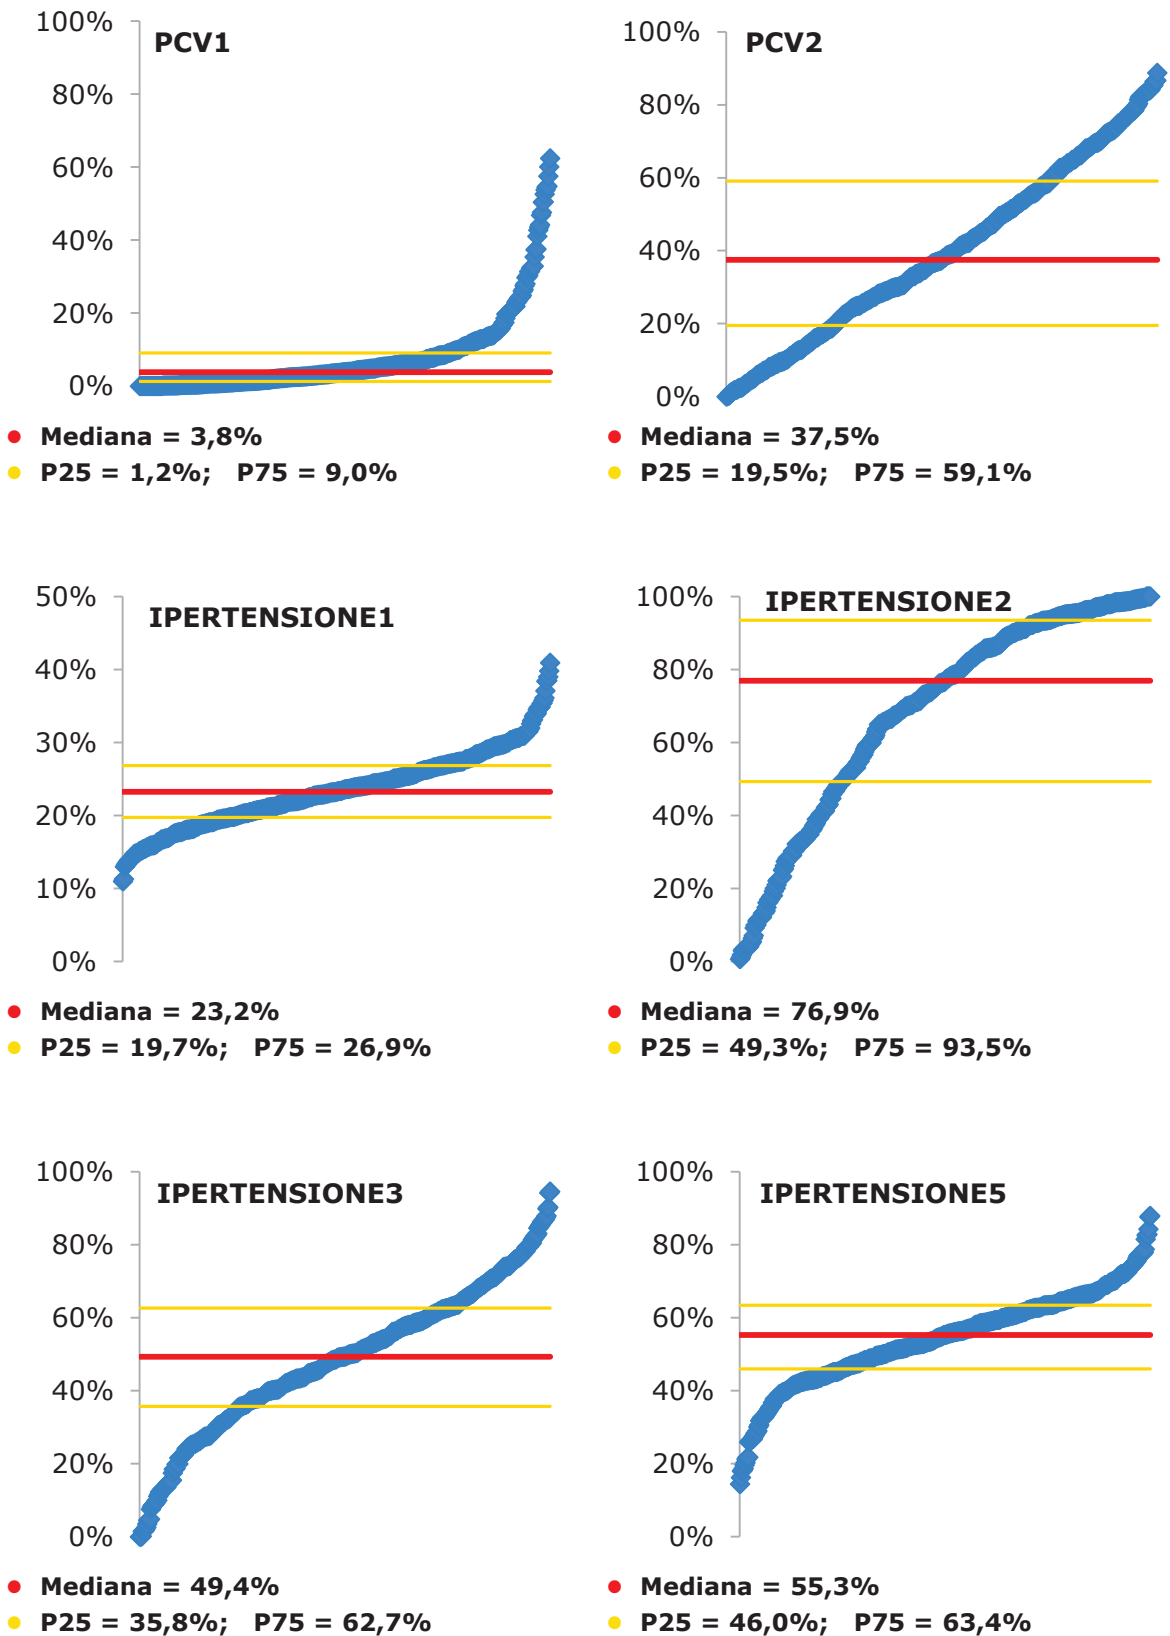 PCV1
100%
80%
60%
40%
20%
0%
● Mediana = 3,8%
● P25 = 1,2%; P75 = 9,0%
PCV2
100%
80%
60%
40%
20%
0%
● Mediana = 37,5%
● P25 = 19,5%; P75 = 59,1%
IPERTENSIONE1
50%
40%
30%
20%
10%
0%
● Mediana = 23,2%
● P25 = 19,7%; P75 = 26,9%
IPERTENSIONE2
100%
80%
60%
40%
20%
0%
● Mediana = 76,9%
● P25 = 49,3%; P75 = 93,5%
IPERTENSIONE3
100%
80%
60%
40%
20%
0%
● Mediana = 49,4%
● P25 = 35,8%; P75 = 62,7%
IPERTENSIONE5
100%
80%
60%
40%
20%
0%
● Mediana = 55,3%
● P25 = 46,0%; P75 = 63,4%